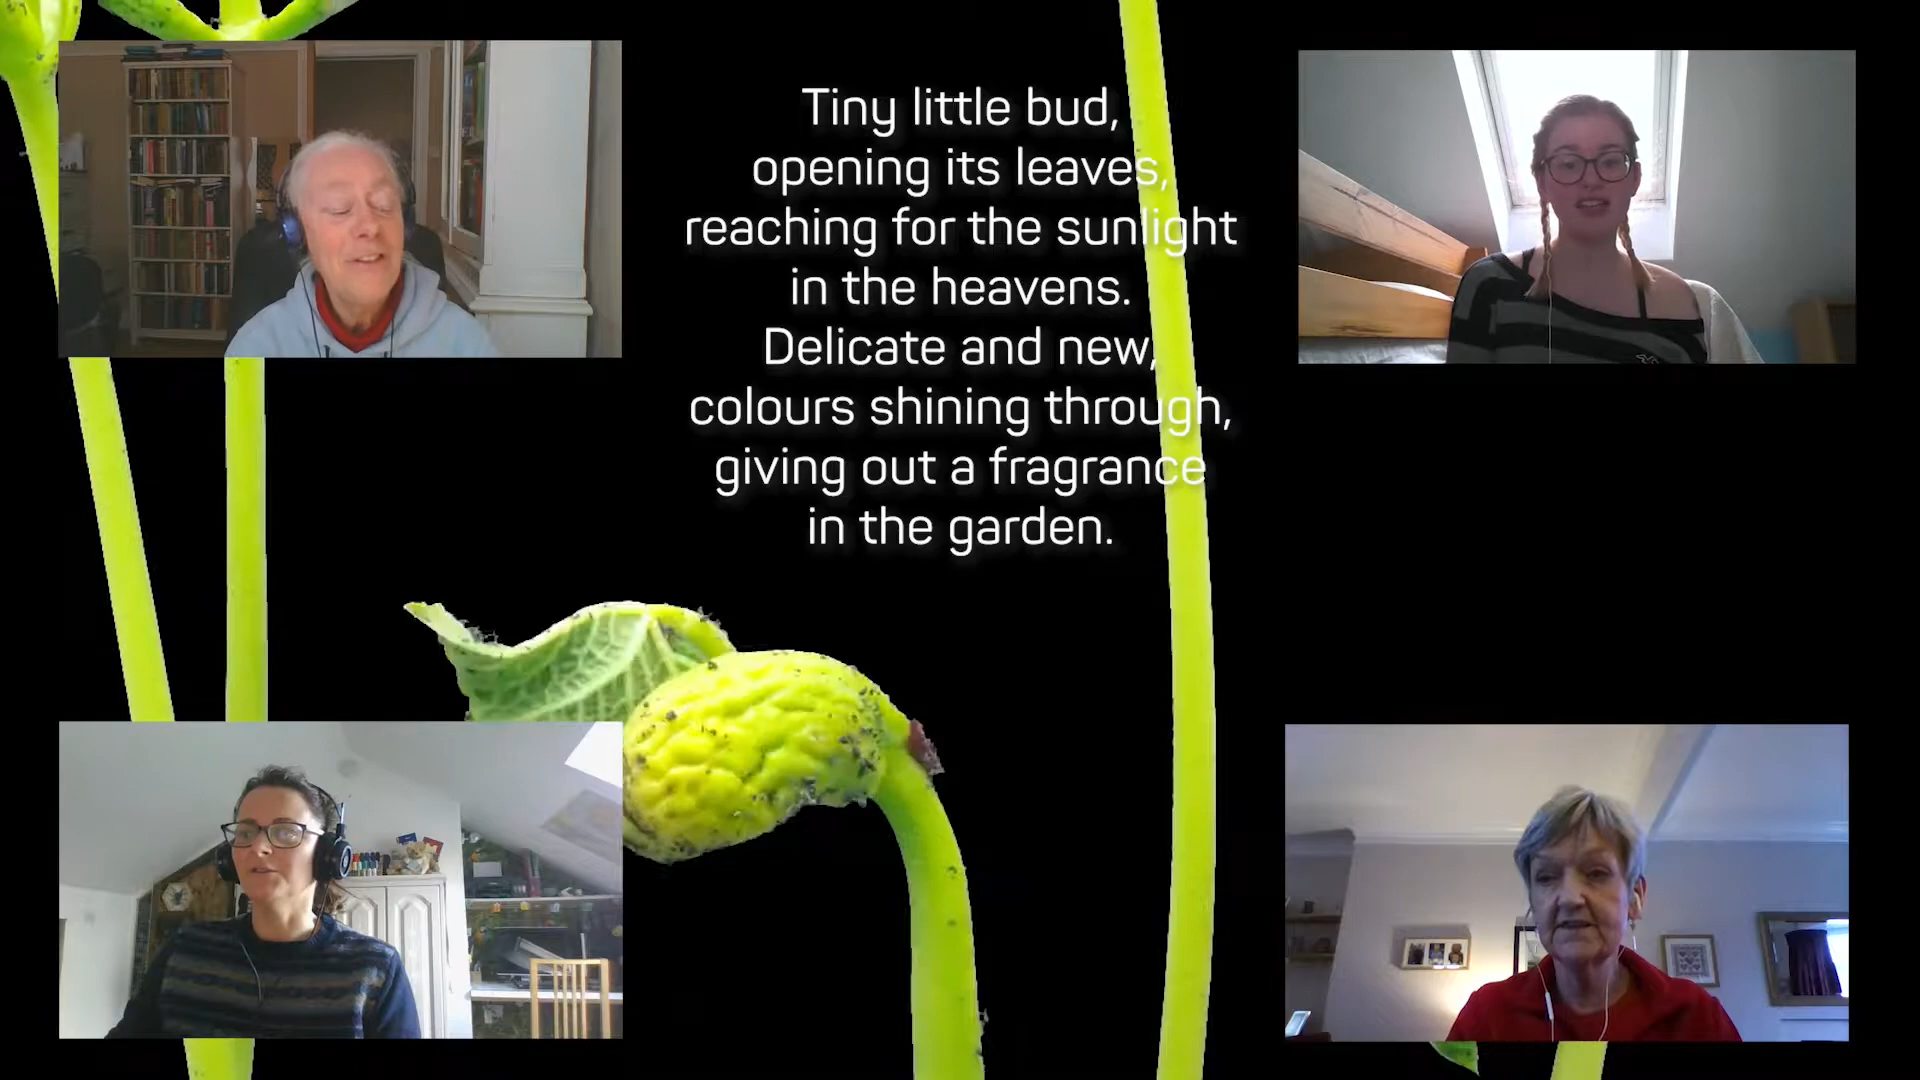 Tiny little bud,
opening its leaves,
reaching for the sunlight
in the heavens.
Delicate and new,
colours shining through,
giving out a fragrance
in the garden.